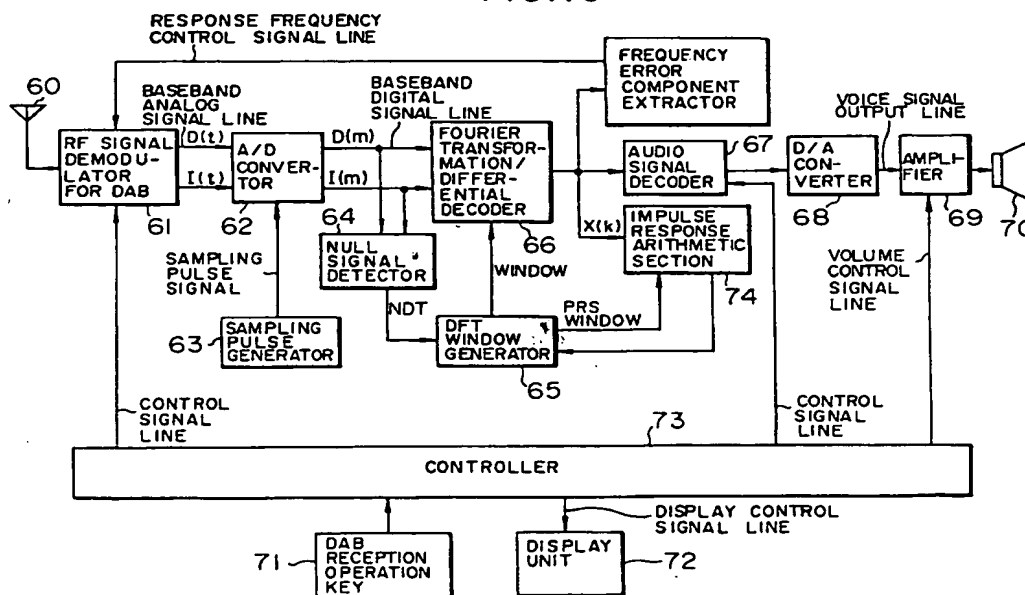 RESPONSE FREQUENCY
CONTROL SIGNAL LINE
60
BASEBAND
ANALOG
SIGNAL LINE
BASEBAND
DIGITAL
SIGNAL LINE
FREQUENCY
ERROR
COMPONENT
EXTRACTOR
VOICE SIGNAL
OUTPUT LINE
RF SIGNAL
DEMODU-
LATOR
FOR DAB
61
D(t)
I(t)
A/D
CONVER-
TOR
62
D(m)
I(m)
FOURIER
TRANSFOR-
MATION/
DIFFER-
ENTIAL
DECODER
66
AUDIO
SIGNAL
DECODER
67
D/A
CON-
VERTER
68
AMPLI-
FIER
69
70
64
NULL
SIGNAL
DETECTOR
X(k)
IMPULSE
RESPONSE
ARITHMETIC
SECTION
74
SAMPLING
PULSE
SIGNAL
NDT
WINDOW
PRS
WINDOW
VOLUME
CONTROL
SIGNAL
LINE
63
SAMPLING
PULSE
GENERATOR
DFT
WINDOW
GENERATOR
65
CONTROL
SIGNAL
LINE
CONTROL
SIGNAL
LINE
73
CONTROLLER
71
DAB
RECEPTION
OPERATION
KEY
DISPLAY
UNIT
72
DISPLAY CONTROL
SIGNAL LINE